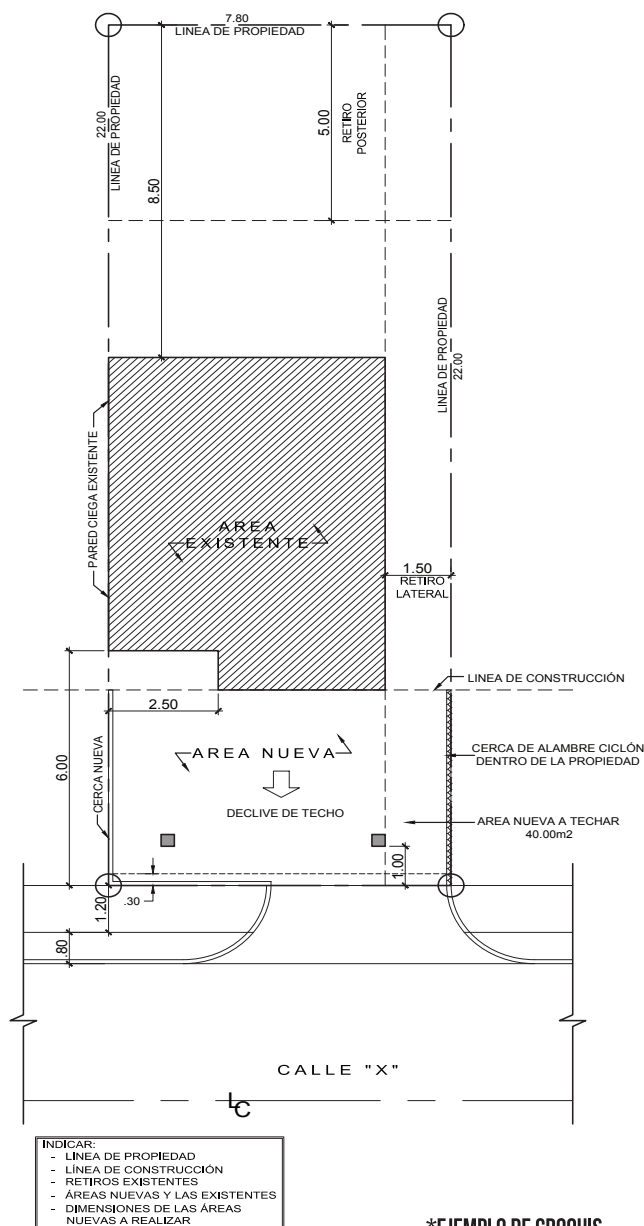 7.80
LINEA DE PROPIEDAD
22.00
LINEA DE PROPIEDAD
5.00
RETIRO
POSTERIOR
8.50
LINEA DE PROPIEDAD
22.00
PARED CIEGA EXISTENTE
AREA
EXISTENTE
1.50
RETIRO
LATERAL
LINEA DE CONSTRUCCIÓN
2.50
6.00
CERCA NUEVA
AREA NUEVA
CERCA DE ALAMBRE CICLÓN
DENTRO DE LA PROPIEDAD
DECLIVE DE TECHO
AREA NUEVA A TECHAR
40.00m2
1.00
.30
1.20
.80
CALLE "X"
LC
INDICAR:
- LÍNEA DE PROPIEDAD
- LÍNEA DE CONSTRUCCIÓN
- RETIROS EXISTENTES
- ÁREAS NUEVAS Y LAS EXISTENTES
- DIMENSIONES DE LAS ÁREAS
NUEVAS A REALIZAR
*EJEMPLO DE CROQUIS